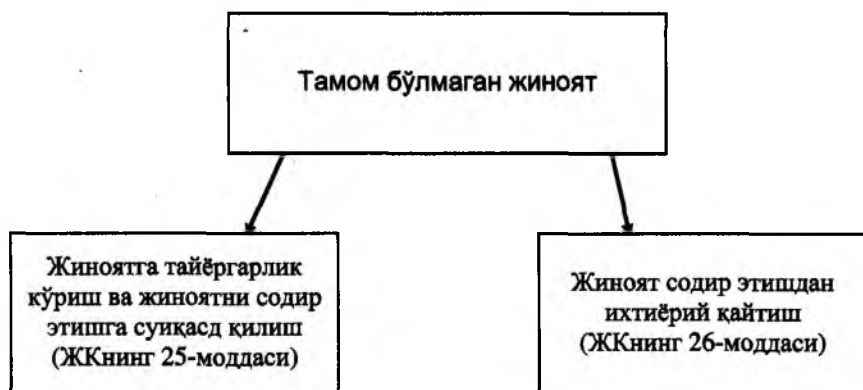 Тамом бўлмаган жиноят
Жиноятга тайёргарлик
кўриш ва жиноятни содир
этишга суиқасд қилиш
(ЖКнинг 25-моддаси)
Жиноят содир этишдан
ихтиёрий қайтиш
(ЖКнинг 26-моддаси)